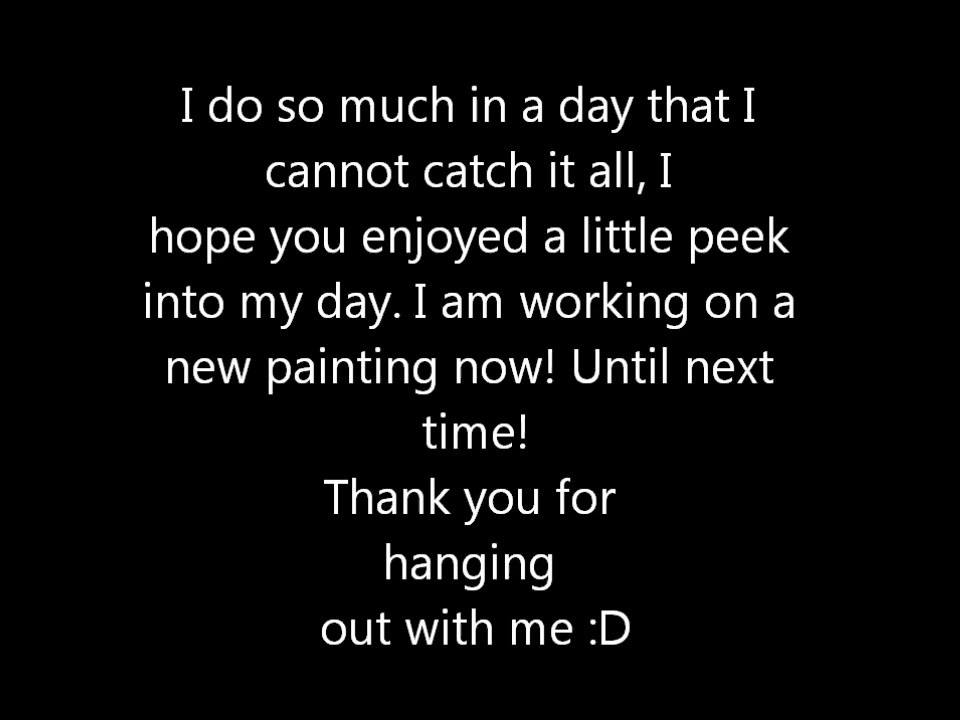 I do so much in a day that I
cannot catch it all, I
hope you enjoyed a little peek
into my day. I am working on a
new painting now! Until next
time!
Thank you for
hanging
out with me :D